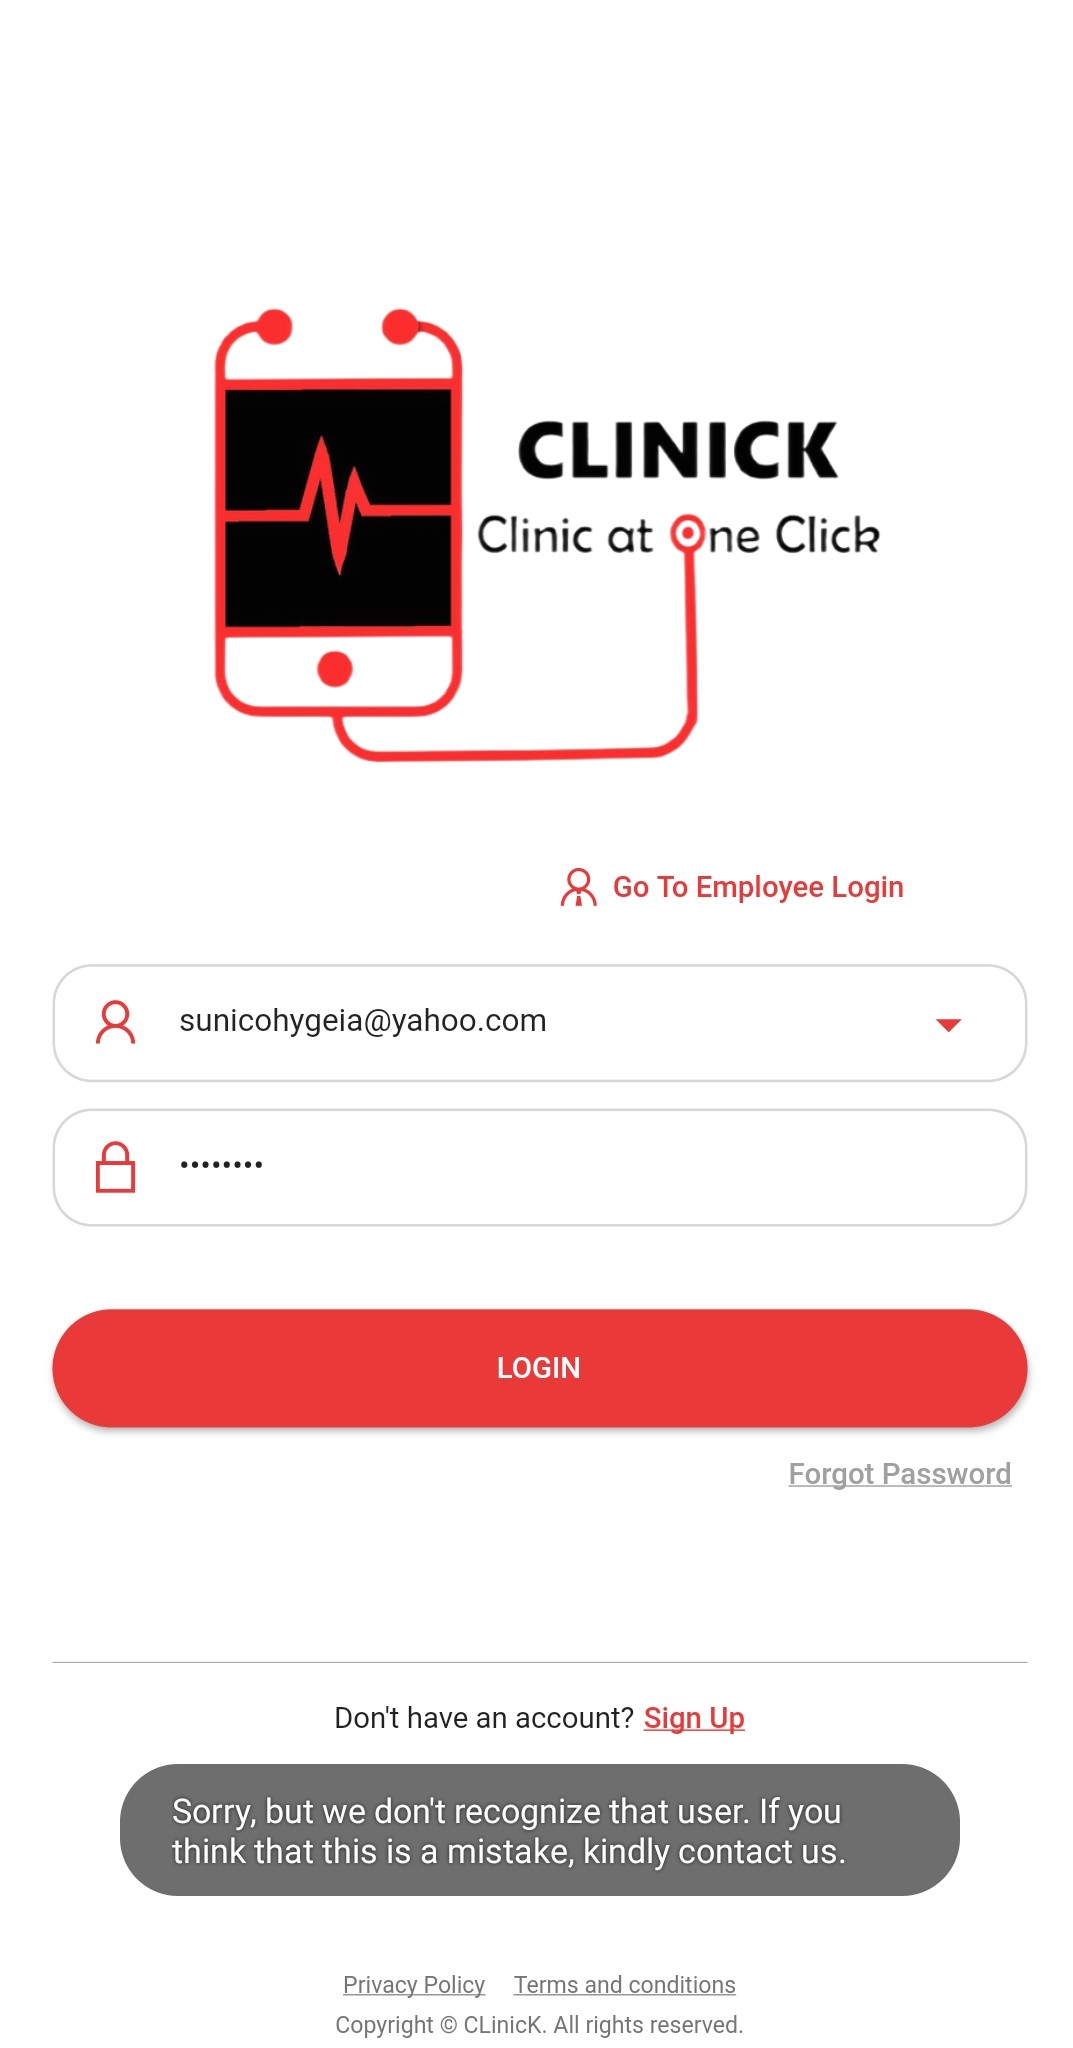 CLINICK
Clinic at One Click
Go To Employee Login
sunicohygeia@yahoo.com
••••••••
LOGIN
Forgot Password
Don't have an account? Sign Up
Sorry, but we don't recognize that user. If you
think that this is a mistake, kindly contact us.
Privacy Policy Terms and conditions
Copyright © CLinicK. All rights reserved.